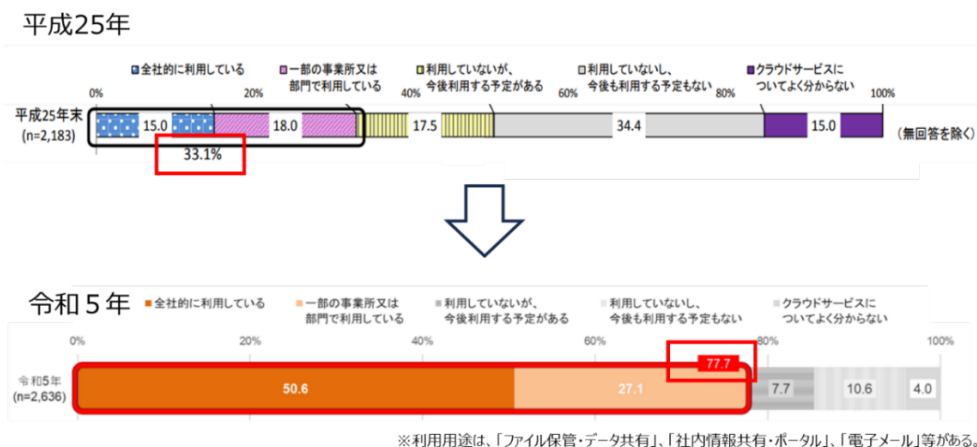 平成25年
全社的に利用している
一部の事業所又は
部門で利用している
利用していないが、
今後利用する予定がある
利用していないし、
今後も利用する予定もない
クラウドサービスに
ついてよく分からない
0% 20% 40% 60% 80% 100%
平成25年末
(n=2,183)
15.0 18.0 17.5 34.4 15.0
(無回答を除く)
33.1%
令和5年
全社的に利用している
一部の事業所又は
部門で利用している
利用していないが、
今後利用する予定がある
利用していないし、
今後も利用する予定もない
クラウドサービスに
ついてよく分からない
0% 20% 40% 60% 80% 100%
77.7
令和5年
(n=2,636)
50.6 27.1 7.7 10.6 4.0
※利用用途は、「ファイル保管・データ共有」、「社内情報共有・ポータル」、「電子メール」等がある。